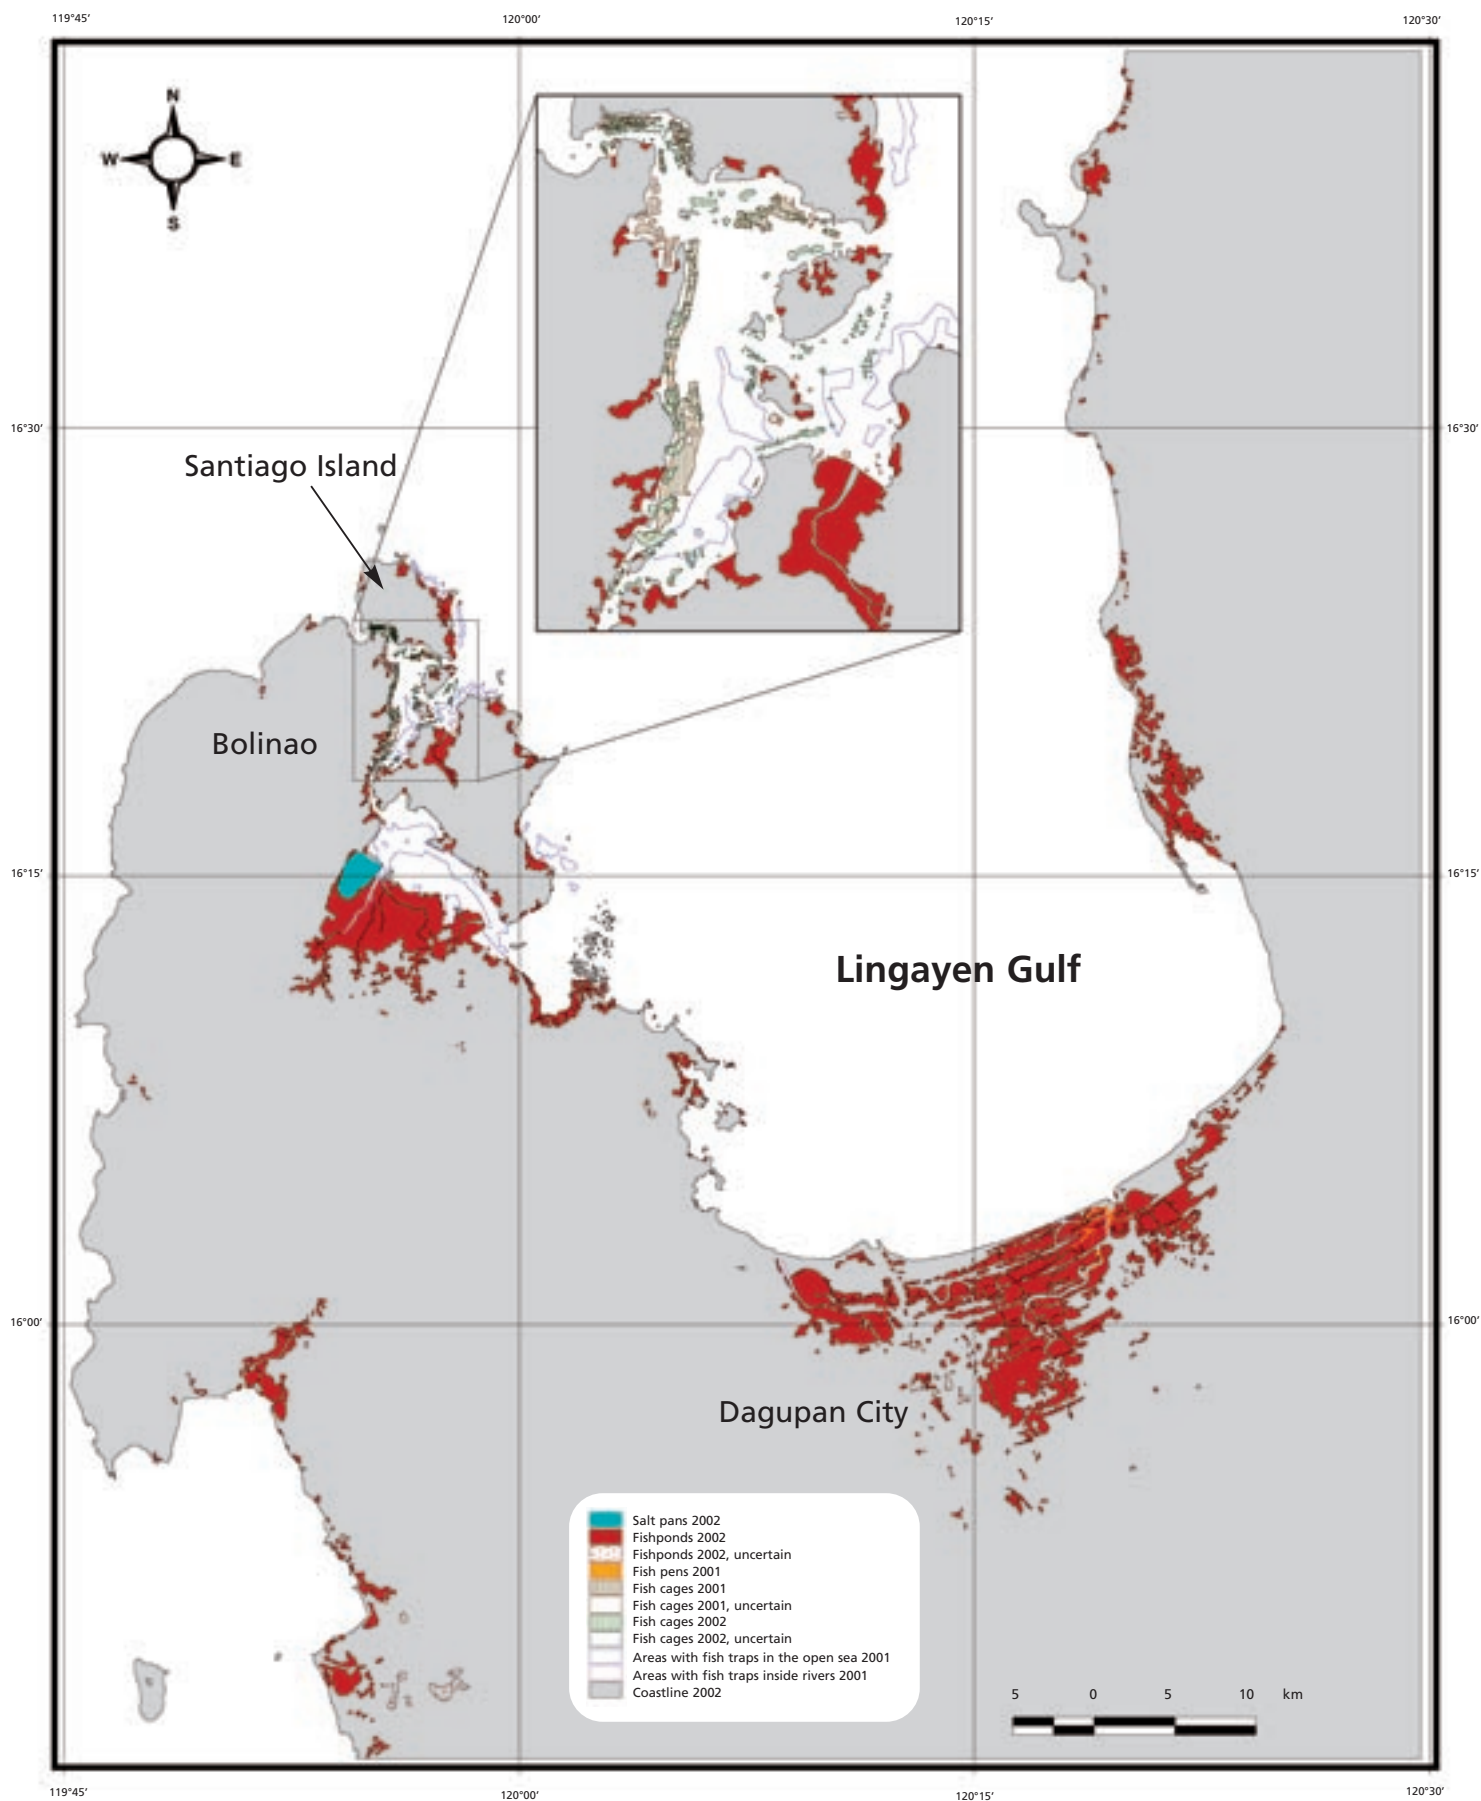 119°45'
120°00'
120°15'
120°30'
N
W
E
S
16°30'
16°30'
Santiago Island
Bolinao
16°15'
16°15'
Lingayen Gulf
16°00'
16°00'
Dagupan City
Salt pans 2002
Fishponds 2002
Fishponds 2002, uncertain
Fish pens 2001
Fish cages 2001
Fish cages 2001, uncertain
Fish cages 2002
Fish cages 2002, uncertain
Areas with fish traps in the open sea 2001
Areas with fish traps inside rivers 2001
Coastline 2002
5 0 5 10 km
119°45'
120°00'
120°15'
120°30'